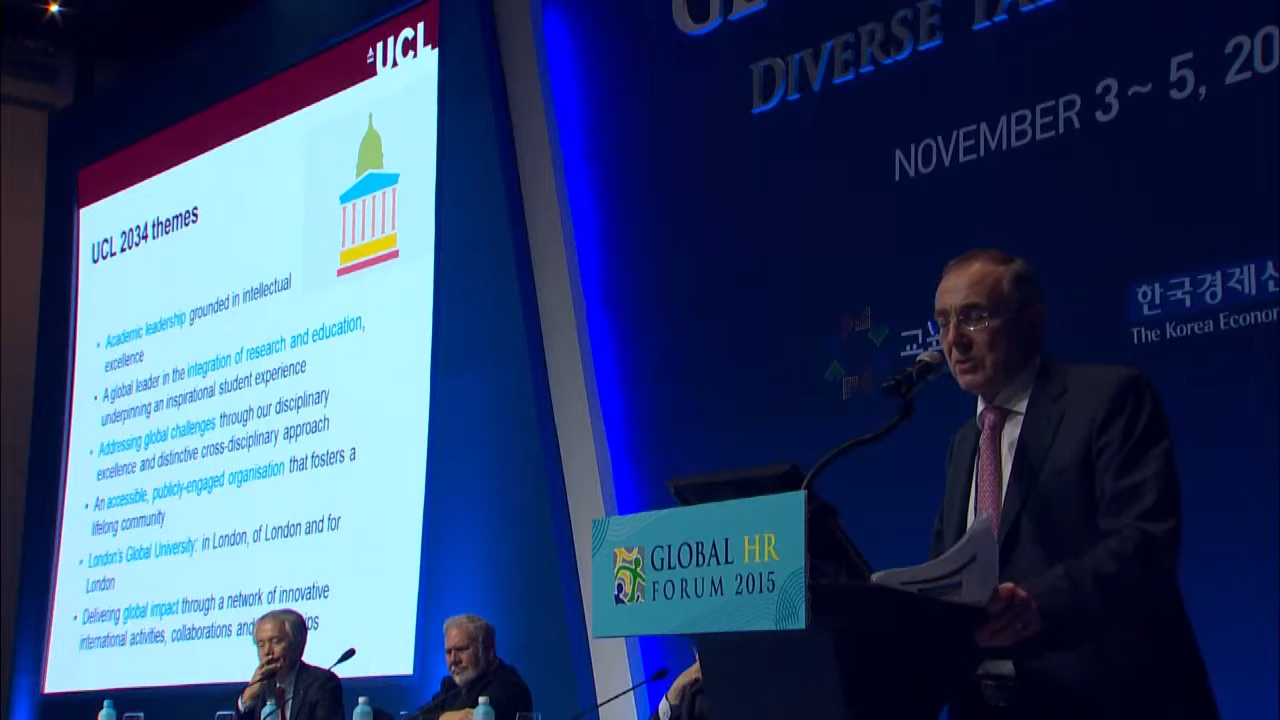 UCL
UCL 2034 themes
• Academic leadership grounded in intellectual
excellence
• A global leader in the integration of research and education,
underpinning an inspirational student experience
• Addressing global challenges through our disciplinary
excellence and distinctive cross-disciplinary approach
• An accessible, publicly-engaged organisation that fosters a
lifelong community
• London's Global University: in London, of London and for
London
• Delivering global impact through a network of innovative
international activities, collaborations and
DIVERSE
NOVEMBER 3 ~ 5, 20
한국경제신
The Korea Econom
교육
GLOBAL HR
FORUM 2015